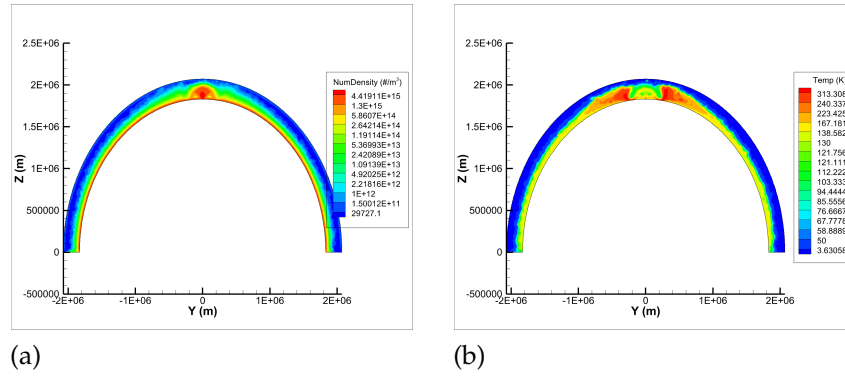 2.5E+06
2E+06
1.5E+06
1E+06
500000
0
-500000
Z (m)
-2E+06
-1E+06
0
1E+06
2E+06
Y (m)
NumDensity (#/m³)
4.41911E+15
1.3E+15
5.8607E+14
2.64214E+14
1.19114E+14
5.36993E+13
2.42089E+13
1.09139E+13
4.92025E+12
2.21816E+12
1E+12
1.50012E+11
29727.1
(a)
2.5E+06
2E+06
1.5E+06
1E+06
500000
0
-500000
Z (m)
-2E+06
-1E+06
0
1E+06
2E+06
Y (m)
Temp (K
313.308
240.337
223.425
167.181
138.582
130
121.756
121.111
112.222
103.333
94.4444
85.5556
76.6667
67.7778
58.8889
50
3.63058
(b)